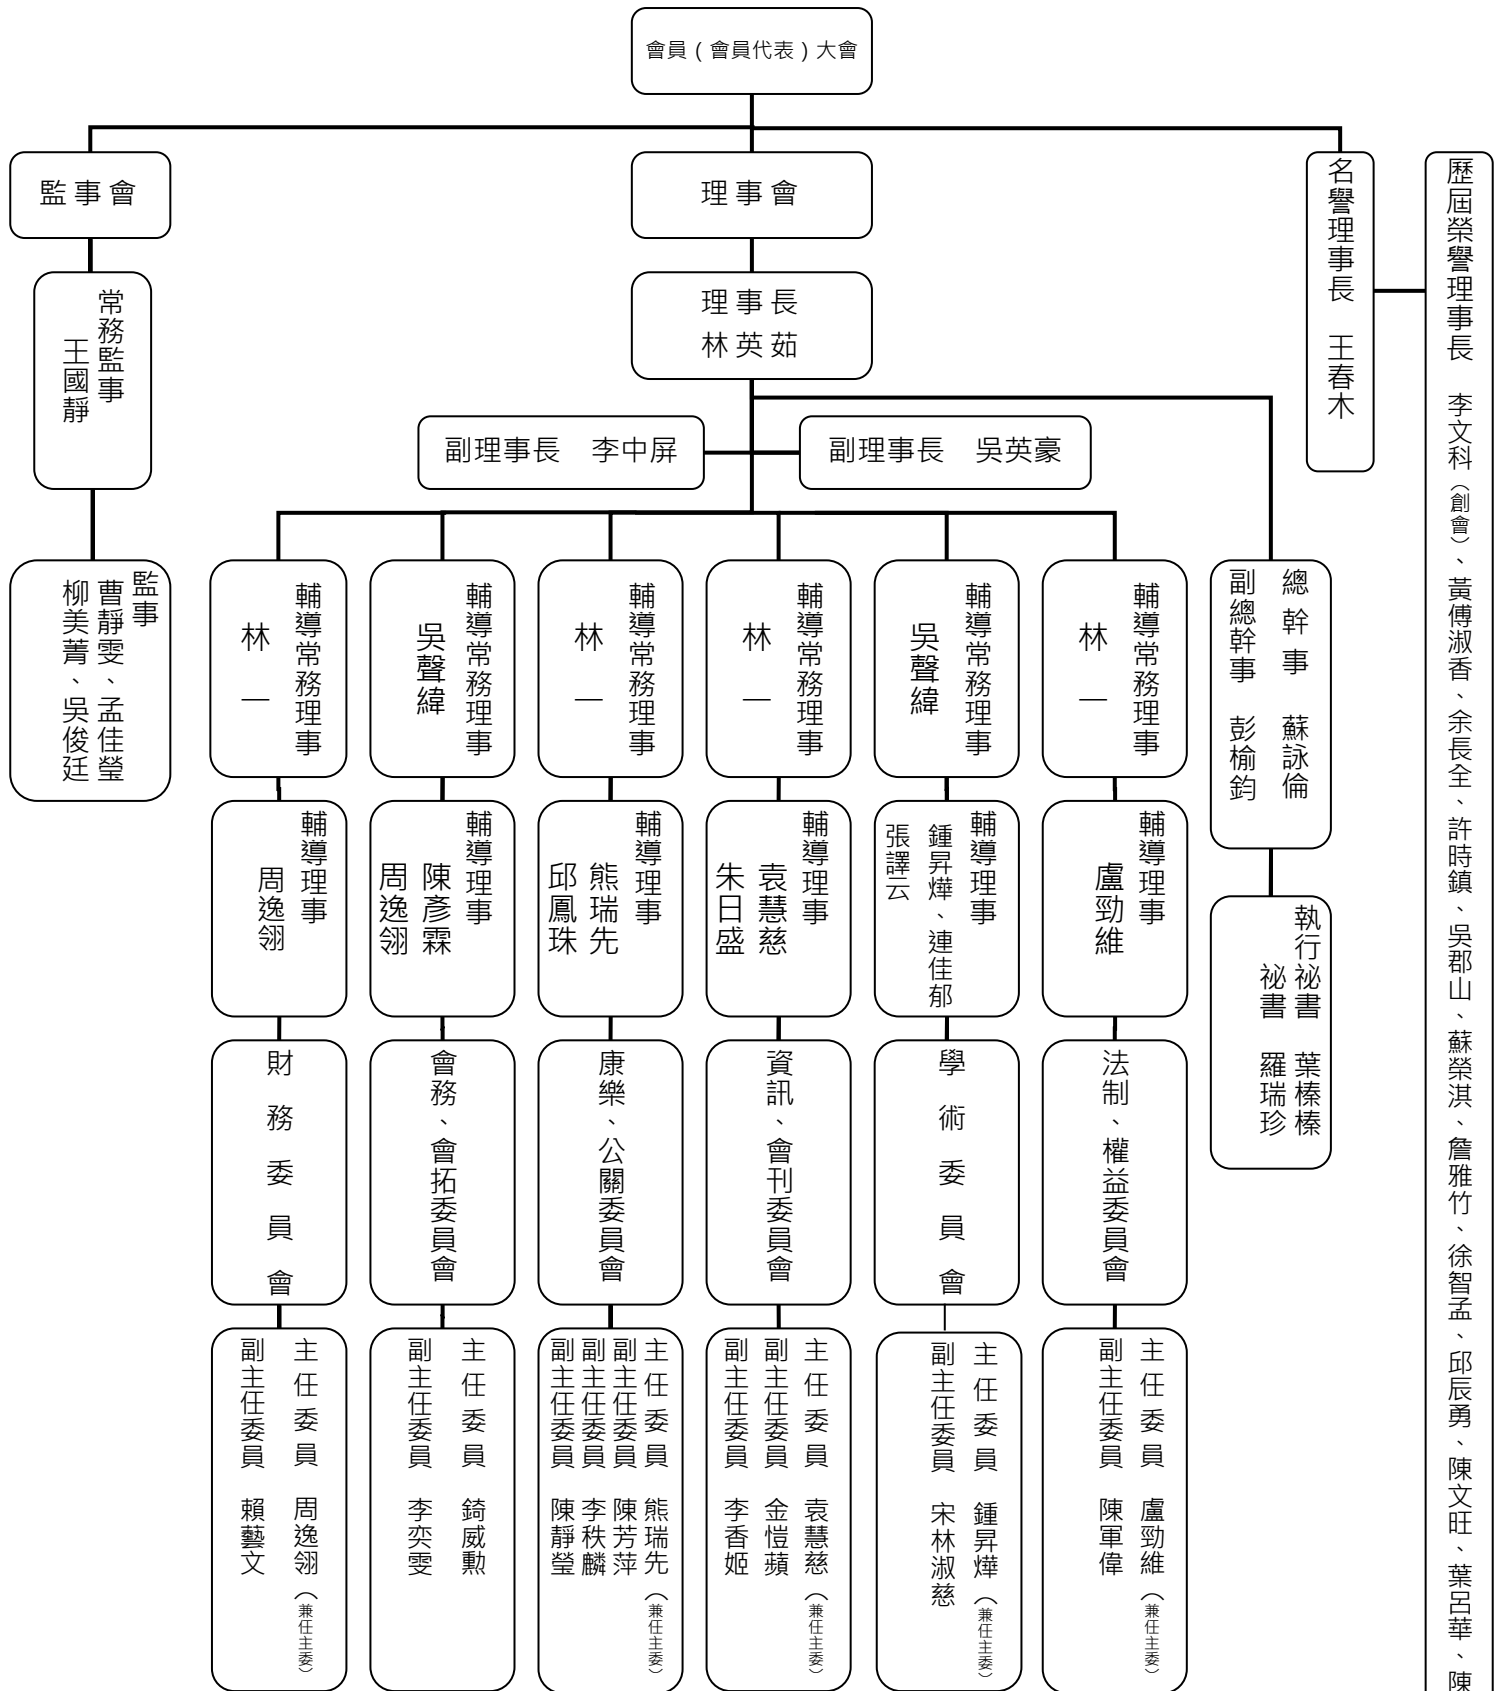 會員（會員代表）大會
監事會
理事會
名譽理事長　王春木
歷屆榮譽理事長　李文科（創會）、黃傅淑香、余長全、許時鎮、吳郡山、蘇榮淇、詹雅竹、徐智孟、邱辰勇、陳文旺、葉呂華、陳
常務監事
王國靜
理事長
林英茹
副理事長　李中屏
副理事長　吳英豪
監事
曹靜雯、孟佳瑩
柳美菁、吳俊廷
輔導常務理事
林　一
輔導常務理事
吳聲緯
輔導常務理事
林　一
輔導常務理事
林　一
輔導常務理事
吳聲緯
輔導常務理事
林　一
總幹事　蘇詠倫
副總幹事　彭榆鈞
輔導理事
周逸翎
輔導理事
陳彥霖
周逸翎
輔導理事
熊瑞先
邱鳳珠
輔導理事
袁慧慈
朱日盛
輔導理事
鍾昇燁、連佳郁
張譯云
輔導理事
盧勁維
執行祕書　葉榛榛
祕書　羅瑞珍
財務委員會
會務、會拓委員會
康樂、公關委員會
資訊、會刊委員會
學術委員會
法制、權益委員會
主任委員　周逸翎（兼任主委）
副主任委員　賴藝文
主任委員　錡威勳
副主任委員　李奕雯
主任委員　熊瑞先（兼任主委）
副主任委員　陳芳萍
副主任委員　李秩麟
副主任委員　陳靜瑩
主任委員　袁慧慈（兼任主委）
副主任委員　金愷蘋
副主任委員　李香姬
主任委員　鍾昇燁（兼任主委）
副主任委員　宋林淑慈
主任委員　盧勁維（兼任主委）
副主任委員　陳軍偉